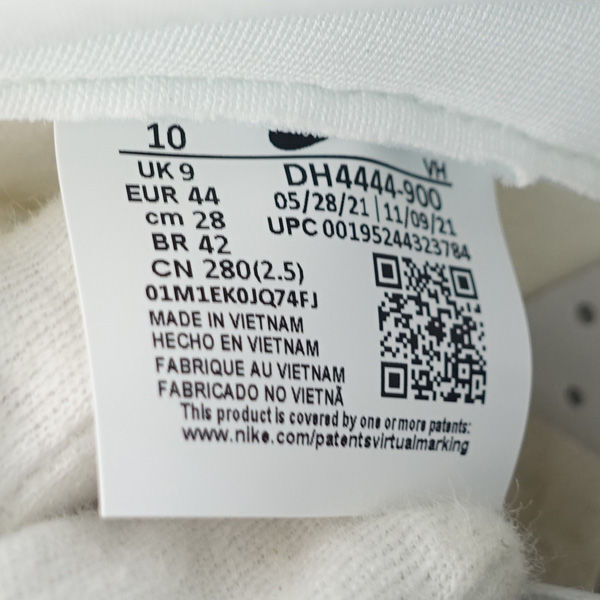 10
VH
UK 9
DH4444-900
EUR 44
05/28/21 | 11/09/21
cm 28
UPC 00195244323784
BR 42
CN 280(2.5)
01M1EK0JQ74FJ
MADE IN VIETNAM
HECHO EN VIETNAM
FABRIQUE AU VIETNAM
FABRICADO NO VIETNÃ
This product is covered by one or more patents:
www.nike.com/patentsvirtualmarking